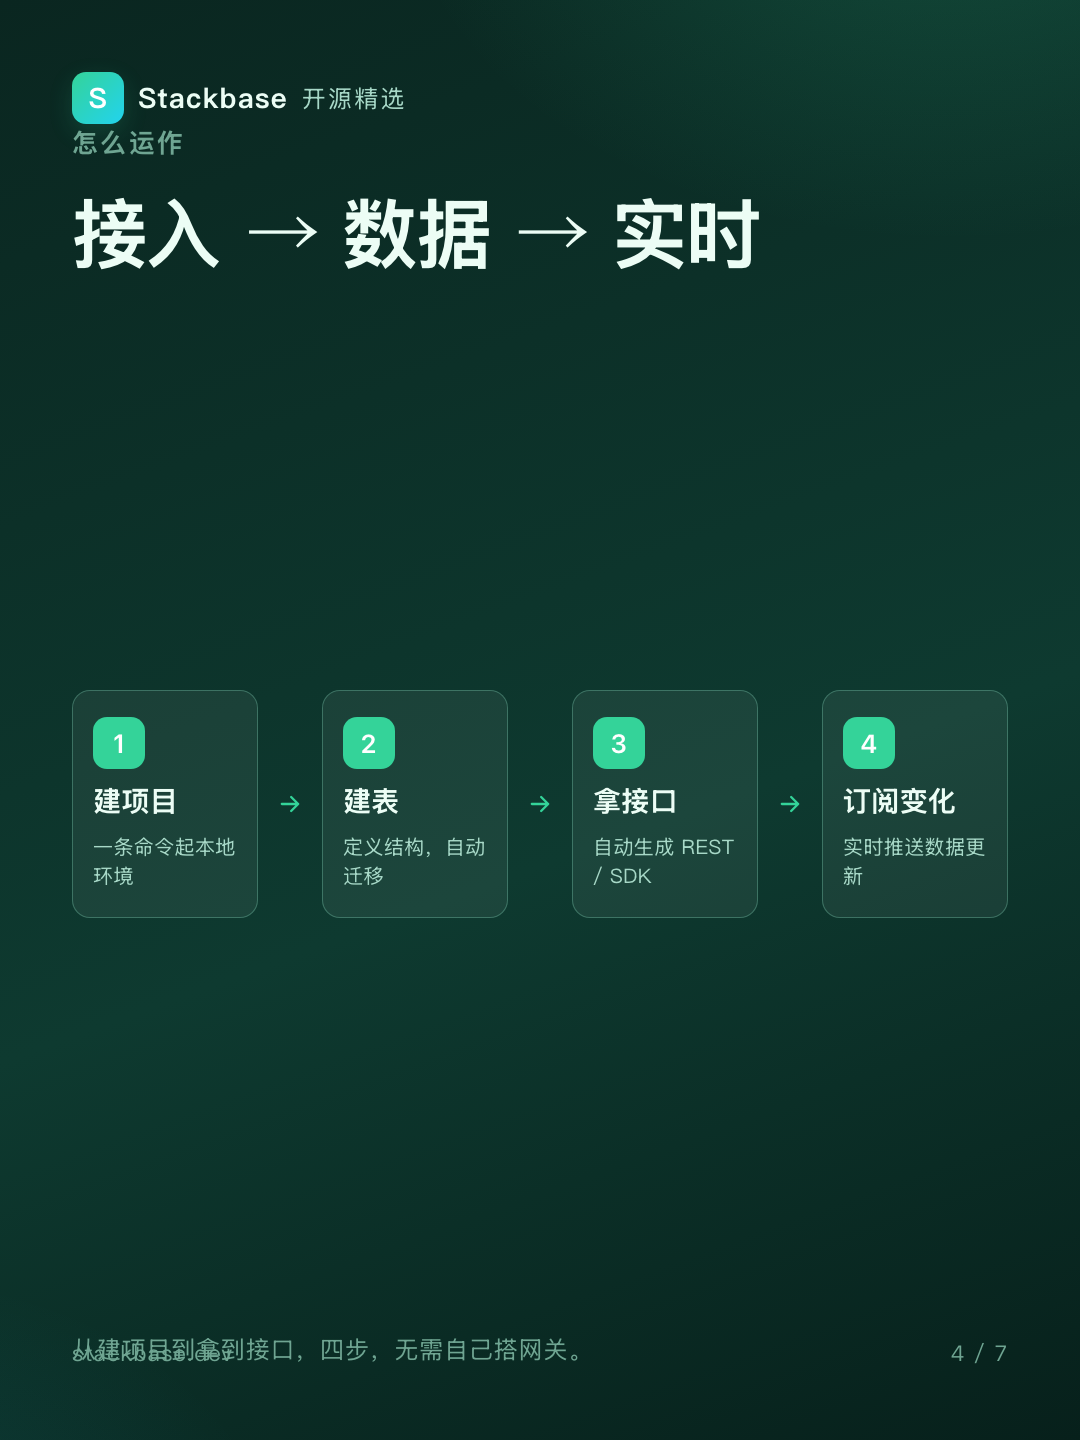 S Stackbase 开源精选
怎么运作
接入 → 数据 → 实时
1
建项目
一条命令起本地
环境
→
2
建表
定义结构，自动
迁移
→
3
拿接口
自动生成 REST
/ SDK
→
4
订阅变化
实时推送数据更
新
从建项目到拿到接口，四步，无需自己搭网关。
stackbase.dev
4 / 7